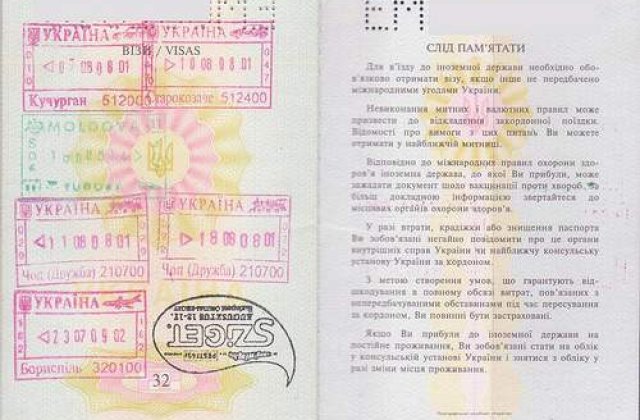 ВІЗИ / VISAS
УКРАЇНА
07 08 08 01
Кучурган 512000
УКРАЇНА
10 08 08 01
Старокозаче 512400
MOLDOVA
УКРАЇНА
11 08 08 01
Чоп (Дружба) 210700
УКРАЇНА
18 08 08 01
Чоп (Дружба) 210700
УКРАЇНА
23 07 09 02
Бориспіль 320100
SZIGET.
32
EM
СЛІД ПАМ'ЯТАТИ
Для в'їзду до іноземної держави необхідно обо-
в'язково отримати візу, якщо інше не передбачено
міжнародними угодами України.
Невиконання митних і валютних правил може
призвести до відкладення закордонної поїздки.
Відомості про вимоги з цих питань Ви можете
отримати у найближчій митниці.
Відповідно до міжнародних правил охорони здо-
ров'я іноземна держава, до якої Ви прибули, може
зажадати документ щодо вакцинації проти хвороб. За
більш докладною інформацією звертайтеся до
місцевих органів охорони здоров'я.
У разі втрати, крадіжки або знищення паспорта
Ви зобов'язані негайно повідомити про це органи
внутрішніх справ України чи найближчу консульську
установу України за кордоном.
З метою створення умов, що гарантують від-
шкодування в повному обсязі витрат, пов'язаних з
непередбачуваними обставинами під час пересування
за кордоном, Ви повинні бути застраховані.
Якщо Ви прибули до іноземної держави на
постійне проживання, Ви зобов'язані стати на облік
у консульській установі України і знятися з обліку у
разі зміни місця проживання.